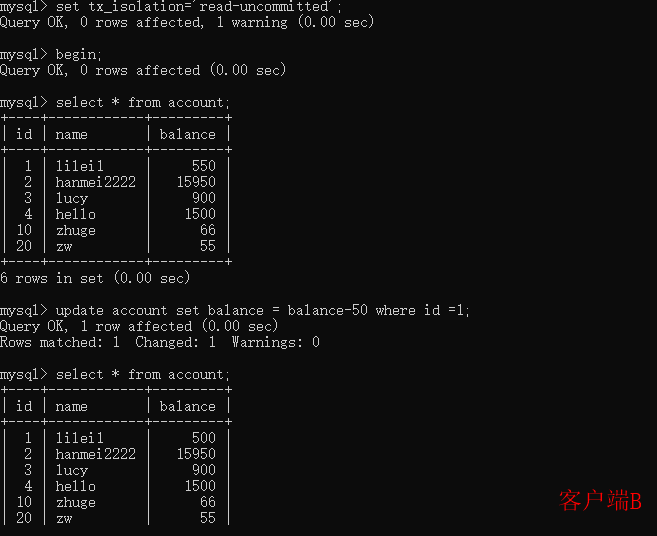 mysql> set tx_isolation='read-uncommitted';
Query OK, 0 rows affected, 1 warning (0.00 sec)
mysql> begin;
Query OK, 0 rows affected (0.00 sec)
mysql> select * from account;
+----+------------+---------+
| id | name       | balance |
+----+------------+---------+
|  1 | lilei1     |     550 |
|  2 | hanmei2222 |   15950 |
|  3 | lucy       |     900 |
|  4 | hello      |    1500 |
| 10 | zhuge      |      66 |
| 20 | zw         |      55 |
+----+------------+---------+
6 rows in set (0.00 sec)
mysql> update account set balance = balance-50 where id =1;
Query OK, 1 row affected (0.00 sec)
Rows matched: 1  Changed: 1  Warnings: 0
mysql> select * from account;
+----+------------+---------+
| id | name       | balance |
+----+------------+---------+
|  1 | lilei1     |     500 |
|  2 | hanmei2222 |   15950 |
|  3 | lucy       |     900 |
|  4 | hello      |    1500 |
| 10 | zhuge      |      66 |
| 20 | zw         |      55 |
客户端B